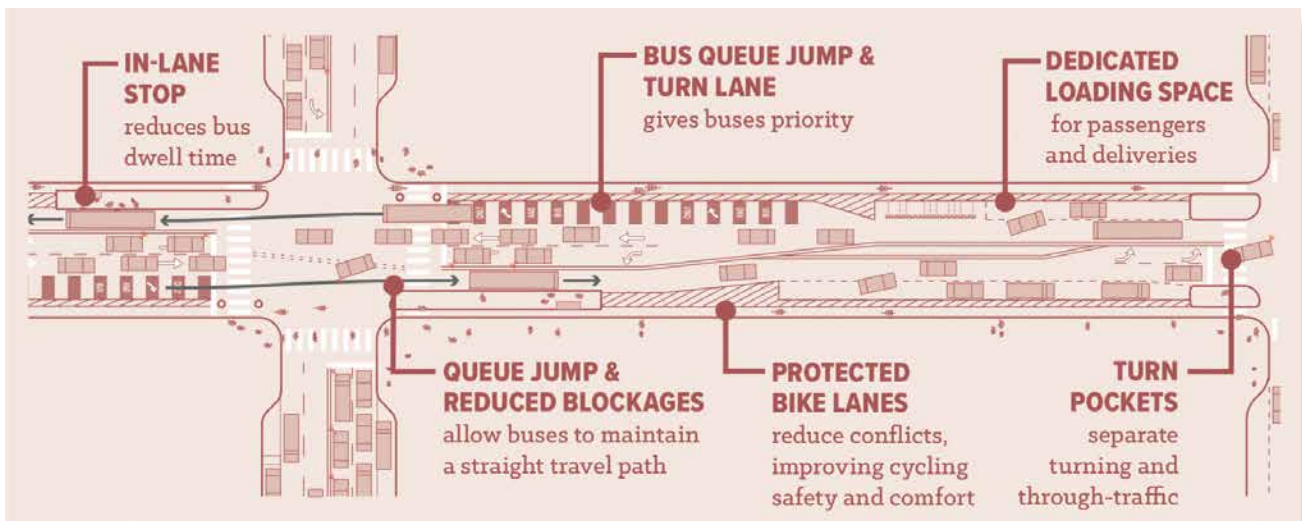 IN-LANE
STOP
reduces bus
dwell time
BUS QUEUE JUMP &
TURN LANE
gives buses priority
DEDICATED
LOADING SPACE
for passengers
and deliveries
QUEUE JUMP &
REDUCED BLOCKAGES
allow buses to maintain
a straight travel path
PROTECTED
BIKE LANES
reduce conflicts,
improving cycling
safety and comfort
TURN
POCKETS
separate
turning and
through-traffic